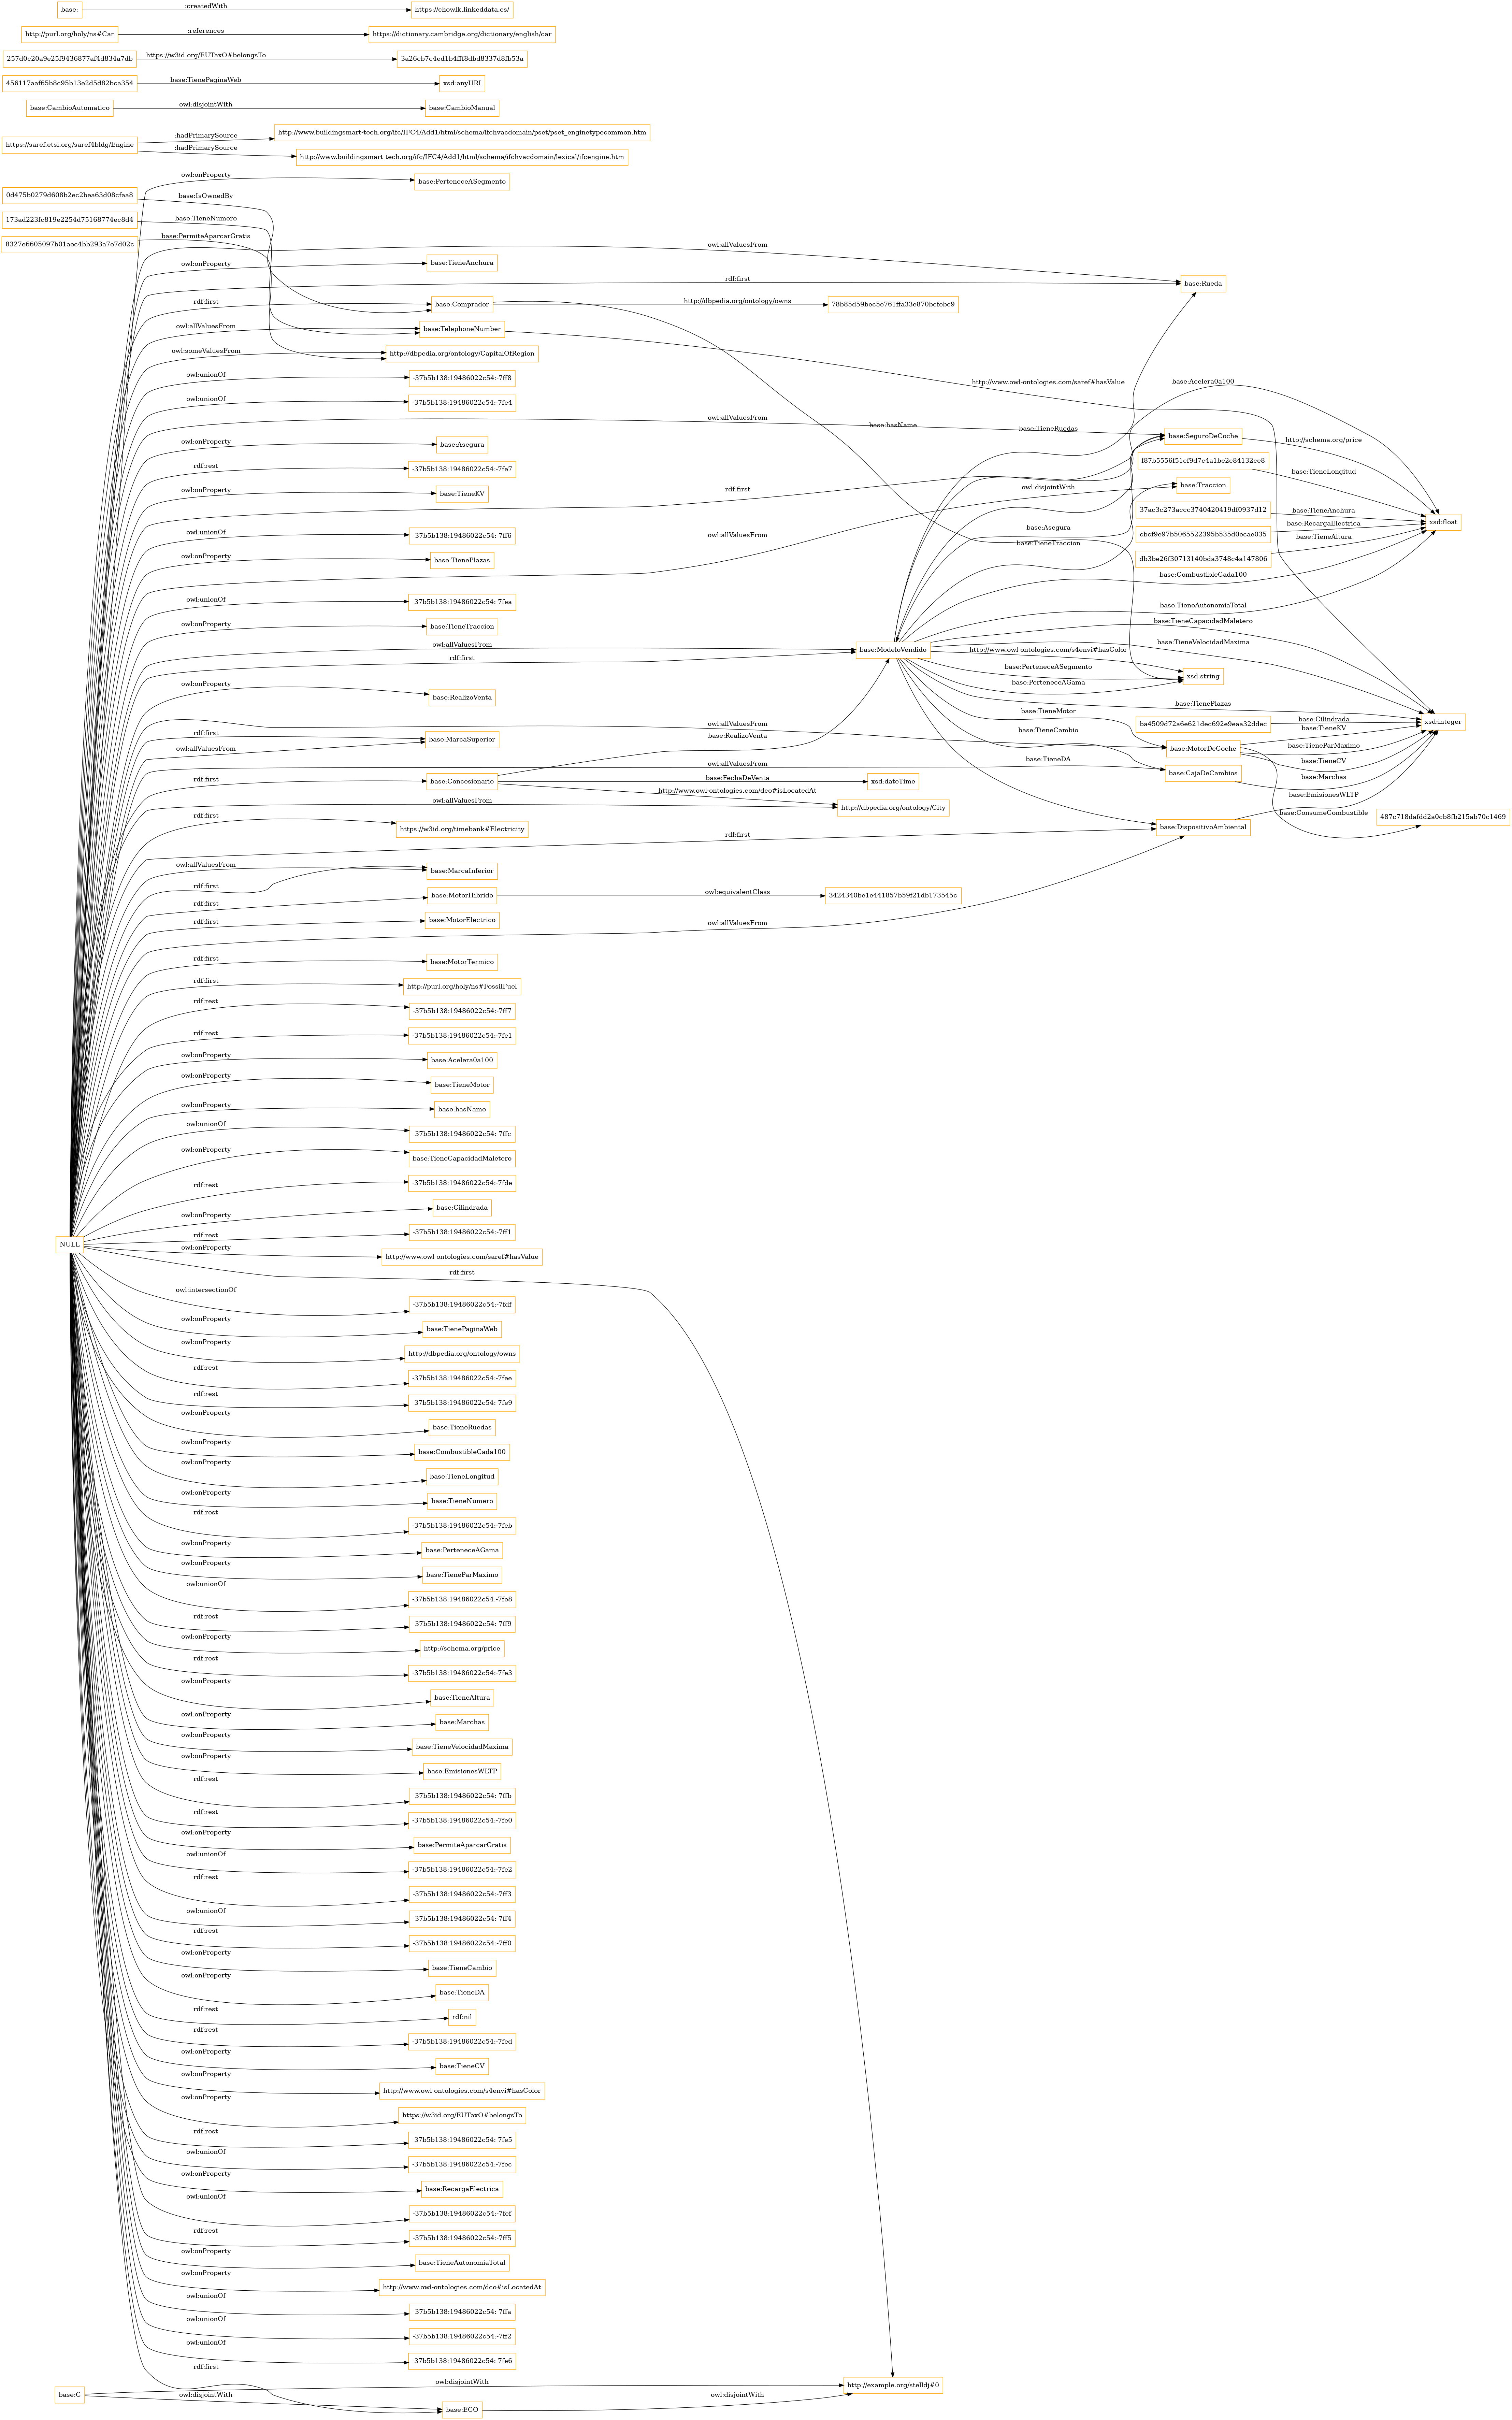 base:
:createdWith
https://chowlk.linkeddata.es/
http://purl.org/holy/ns#Car
:references
https://dictionary.cambridge.org/dictionary/english/car
257d0c20a9e25f9436877af4d834a7db
https://w3id.org/EUTaxO#belongsTo
3a26cb7c4ed1b4fff8dbd8337d8fb53a
456117aaf65b8c95b13e2d5d82bca354
base:TienePaginaWeb
xsd:anyURI
base:CambioAutomatico
owl:disjointWith
base:CambioManual
https://saref.etsi.org/saref4bldg/Engine
:hadPrimarySource
http://www.buildingsmart-tech.org/ifc/IFC4/Add1/html/schema/ifchvacdomain/pset/pset_enginetypecommon.htm
:hadPrimarySource
http://www.buildingsmart-tech.org/ifc/IFC4/Add1/html/schema/ifchvacdomain/lexical/ifcengine.htm
owl:onProperty
base:PerteneceASegmento
0d475b0279d608b2ec2bea63d08cfaa8
base:IsOwnedBy
173ad223fc819e2254d75168774ec8d4
base:TieneNumero
8327e6605097b01aec4bb293a7e7d02c
base:PermiteAparcarGratis
owl:allValuesFrom
owl:onProperty
base:TieneAnchura
rdf:first
base:Rueda
rdf:first
base:Comprador
http://dbpedia.org/ontology/owns
78b85d59bec5e761ffa33e870bcfebc9
owl:allValuesFrom
base:TelephoneNumber
owl:someValuesFrom
http://dbpedia.org/ontology/CapitalOfRegion
owl:unionOf
-37b5b138:19486022c54:-7ff8
http://www.owl-ontologies.com/saref#hasValue
base:Acelera0a100
owl:unionOf
-37b5b138:19486022c54:-7fe4
owl:allValuesFrom
base:hasName
base:TieneRuedas
base:SeguroDeCoche
http://schema.org/price
owl:onProperty
base:Asegura
f87b5556f51cf9d7c4a1be2c84132ce8
base:TieneLongitud
rdf:rest
-37b5b138:19486022c54:-7fe7
rdf:first
owl:disjointWith
base:Traccion
owl:onProperty
base:TieneKV
37ac3c273accc3740420419df0937d12
base:TieneAnchura
xsd:float
owl:unionOf
-37b5b138:19486022c54:-7ff6
owl:allValuesFrom
base:Asegura
cbcf9e97b5065522395b535d0ecae035
base:RecargaElectrica
base:TieneTraccion
owl:onProperty
base:TienePlazas
db3be26f30713140bda3748c4a147806
base:TieneAltura
base:CombustibleCada100
owl:unionOf
-37b5b138:19486022c54:-7fea
base:TieneAutonomiaTotal
owl:onProperty
base:TieneTraccion
base:TieneCapacidadMaletero
owl:allValuesFrom
base:ModeloVendido
base:TieneVelocidadMaxima
http://www.owl-ontologies.com/s4envi#hasColor
rdf:first
base:PerteneceASegmento
xsd:string
base:PerteneceAGama
owl:onProperty
base:RealizoVenta
base:TienePlazas
base:TieneMotor
ba4509d72a6e621dec692e9eaa32ddec
base:Cilindrada
xsd:integer
owl:allValuesFrom
rdf:first
base:MarcaSuperior
base:RealizoVenta
base:TieneCambio
base:TieneKV
owl:allValuesFrom
base:MotorDeCoche
base:TieneParMaximo
base:TieneDA
base:TieneCV
owl:allValuesFrom
base:CajaDeCambios
base:Marchas
rdf:first
base:Concesionario
base:FechaDeVenta
xsd:dateTime
http://www.owl-ontologies.com/dco#isLocatedAt
base:EmisionesWLTP
owl:allValuesFrom
http://dbpedia.org/ontology/City
base:ConsumeCombustible
487c718dafdd2a0cb8fb215ab70c1469
rdf:first
https://w3id.org/timebank#Electricity
rdf:first
base:DispositivoAmbiental
owl:allValuesFrom
base:MarcaInferior
rdf:first
rdf:first
base:MotorHibrido
owl:equivalentClass
3424340be1e441857b59f21db173545c
rdf:first
base:MotorElectrico
owl:allValuesFrom
rdf:first
base:MotorTermico
rdf:first
http://purl.org/holy/ns#FossilFuel
rdf:rest
-37b5b138:19486022c54:-7ff7
rdf:rest
-37b5b138:19486022c54:-7fe1
owl:onProperty
base:Acelera0a100
owl:onProperty
base:TieneMotor
owl:onProperty
base:hasName
owl:unionOf
-37b5b138:19486022c54:-7ffc
owl:onProperty
base:TieneCapacidadMaletero
rdf:rest
-37b5b138:19486022c54:-7fde
owl:onProperty
base:Cilindrada
NULL
rdf:rest
-37b5b138:19486022c54:-7ff1
owl:onProperty
http://www.owl-ontologies.com/saref#hasValue
rdf:first
owl:intersectionOf
-37b5b138:19486022c54:-7fdf
owl:onProperty
base:TienePaginaWeb
owl:onProperty
http://dbpedia.org/ontology/owns
rdf:rest
-37b5b138:19486022c54:-7fee
rdf:rest
-37b5b138:19486022c54:-7fe9
owl:onProperty
base:TieneRuedas
owl:onProperty
base:CombustibleCada100
owl:onProperty
base:TieneLongitud
owl:onProperty
base:TieneNumero
rdf:rest
-37b5b138:19486022c54:-7feb
owl:onProperty
base:PerteneceAGama
owl:onProperty
base:TieneParMaximo
owl:unionOf
-37b5b138:19486022c54:-7fe8
rdf:rest
-37b5b138:19486022c54:-7ff9
owl:onProperty
http://schema.org/price
rdf:rest
-37b5b138:19486022c54:-7fe3
owl:onProperty
base:TieneAltura
owl:onProperty
base:Marchas
owl:onProperty
base:TieneVelocidadMaxima
owl:onProperty
base:EmisionesWLTP
rdf:rest
-37b5b138:19486022c54:-7ffb
rdf:rest
-37b5b138:19486022c54:-7fe0
owl:onProperty
base:PermiteAparcarGratis
owl:unionOf
-37b5b138:19486022c54:-7fe2
rdf:rest
-37b5b138:19486022c54:-7ff3
owl:unionOf
-37b5b138:19486022c54:-7ff4
rdf:rest
-37b5b138:19486022c54:-7ff0
owl:onProperty
base:TieneCambio
owl:onProperty
base:TieneDA
rdf:rest
rdf:nil
rdf:rest
-37b5b138:19486022c54:-7fed
owl:onProperty
base:TieneCV
owl:onProperty
http://www.owl-ontologies.com/s4envi#hasColor
owl:onProperty
https://w3id.org/EUTaxO#belongsTo
rdf:rest
-37b5b138:19486022c54:-7fe5
owl:unionOf
-37b5b138:19486022c54:-7fec
owl:onProperty
base:RecargaElectrica
owl:unionOf
-37b5b138:19486022c54:-7fef
rdf:rest
-37b5b138:19486022c54:-7ff5
owl:onProperty
base:TieneAutonomiaTotal
owl:onProperty
http://www.owl-ontologies.com/dco#isLocatedAt
owl:unionOf
-37b5b138:19486022c54:-7ffa
owl:unionOf
-37b5b138:19486022c54:-7ff2
owl:unionOf
-37b5b138:19486022c54:-7fe6
rdf:first
base:C
owl:disjointWith
http://example.org/stelldj#0
owl:disjointWith
base:ECO
owl:disjointWith